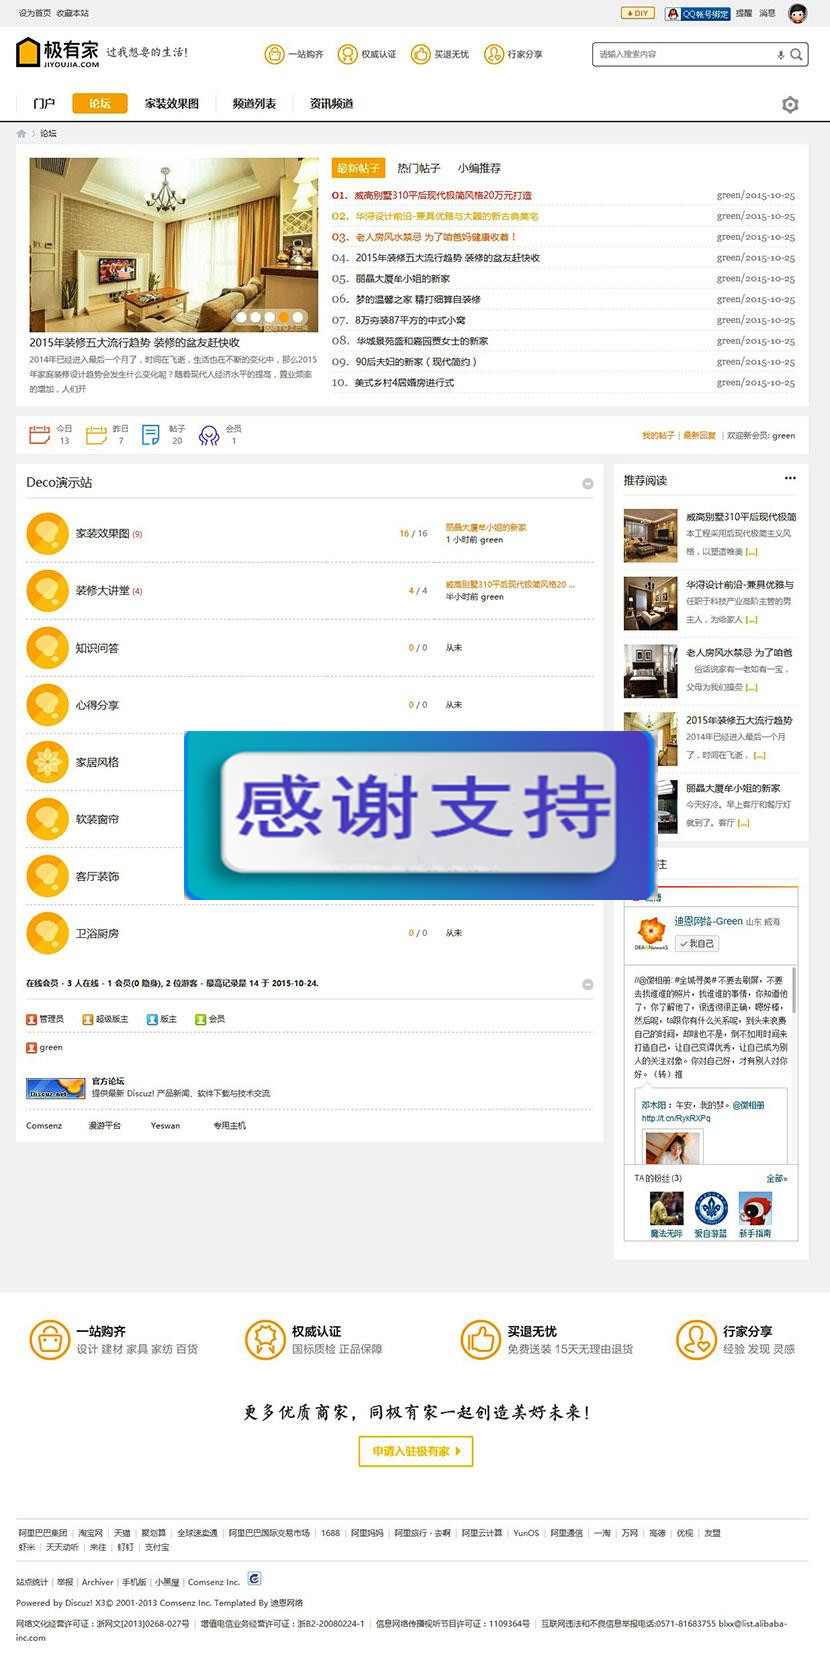 设为首页 收藏本站
DIY QQ帐号绑定 提醒 消息
极有家 过我想要的生活!
JIYOUJIA.COM
一站购齐 权威认证 买退无忧 行家分享
请输入搜索内容
门户 论坛 家装效果图 频道列表 资讯频道
论坛
最新帖子 热门帖子 小编推荐
01. 威高别墅310平后现代极简风格20万元打造 green/2015-10-25
02. 华浔设计前沿-兼具优雅与大器的新古典美宅 green/2015-10-25
03. 老人房风水禁忌 为了咱爸妈健康收着！ green/2015-10-25
04. 2015年装修五大流行趋势 装修的盆友赶快收 green/2015-10-25
05. 丽晶大厦牟小姐的新家 green/2015-10-25
06. 梦的温馨之家 精打细算自装修 green/2015-10-25
07. 8万夯装87平方的中式小窝 green/2015-10-25
08. 华城景苑盛和嘉园贾女士的新家 green/2015-10-25
09. 90后夫妇的新家（现代简约） green/2015-10-25
10. 美式乡村4居婚房进行式 green/2015-10-25
2015年装修五大流行趋势 装修的盆友赶快收
2014年已经进入最后一个月了，时间在飞逝，生活也在不断的变化中，那么2015
年家庭装修设计趋势会发生什么变化呢？随着现代人经济水平的提高，置业频率
的增加，人们开
今日 昨日 帖子 会员
13 7 20 1
我的帖子 | 最新回复 | 欢迎新会员: green
Deco演示站
家装效果图 (9) 16 / 16 丽晶大厦牟小姐的新家
1 小时前 green
装修大讲堂 (4) 4 / 4 威高别墅310平后现代极简风格20 ...
半小时前 green
知识问答 0 / 0 从未
心得分享 0 / 0 从未
家居风格
软装窗帘
客厅装饰
卫浴厨房 0 / 0 从未
感谢支持
推荐阅读
威高别墅310平后现代极简
本工程采用后现代极简主义风
格，以塑造唯美 [...]
华浔设计前沿-兼具优雅与
任职于科技产业高阶主管的男
主人，为给家人 [...]
老人房风水禁忌 为了咱爸
俗话说家有一老如有一宝，
父母为我们操劳 [...]
2015年装修五大流行趋势
2014年已经进入最后一个月
了，时间在飞逝， [...]
丽晶大厦牟小姐的新家
今天好冷。早上客厅和餐厅灯
就到了。客厅 [...]
注
迪恩网络-Green 山东 威海
我自己
//@微相册: #全城寻美# 不要去刷屏，不要
去找谁谁的照片，找谁谁的事情，你知道他
了，你了解他了，很透彻很正确，嗯好棒，
然后呢，ta跟你有什么关系呢，到头来浪费
自己的时间，却啥也不是，倒不如用时间来
打造自己，让自己变得优秀，让自己成为别
人的关注对象。你对自己好，才有别人对你
好。（转）推
邓木阳： 午安，我的梦。@微相册
http://t.cn/RykRXPq
TA的粉丝(3) 全部»
魔法无际 爱自游蓝 新手指南
在线会员 - 3 人在线 - 1 会员(0 隐身), 2 位游客 - 最高记录是 14 于 2015-10-24.
管理员 超级版主 版主 会员
green
Discuz!.net 官方论坛
提供最新 Discuz! 产品新闻、软件下载与技术交流
Comsenz 漫游平台 Yeswan 专用主机
一站购齐 权威认证 买退无忧 行家分享
设计 建材 家具 家纺 百货 国标质检 正品保障 免费送装 15天无理由退货 经验 发现 灵感
更多优质商家，同极有家一起创造美好未来!
申请入驻极有家
阿里巴巴集团 | 淘宝网 | 天猫 | 聚划算 | 全球速卖通 | 阿里巴巴国际交易市场 | 1688 | 阿里妈妈 | 阿里旅行 · 去啊 | 阿里云计算 | YunOS | 阿里通信 | 一淘 | 万网 | 高德 | 优视 | 友盟
虾米 | 天天动听 | 来往 | 钉钉 | 支付宝
站点统计 | 举报 | Archiver | 手机版 | 小黑屋 | Comsenz Inc.
Powered by Discuz! X3© 2001-2013 Comsenz Inc. Templated By 迪恩网络
网络文化经营许可证：浙网文[2013]0268-027号 | 增值电信业务经营许可证：浙B2-20080224-1 | 信息网络传播视听节目许可证：1109364号 | 互联网违法和不良信息举报电话:0571-81683755 blxx@list.alibaba-
inc.com